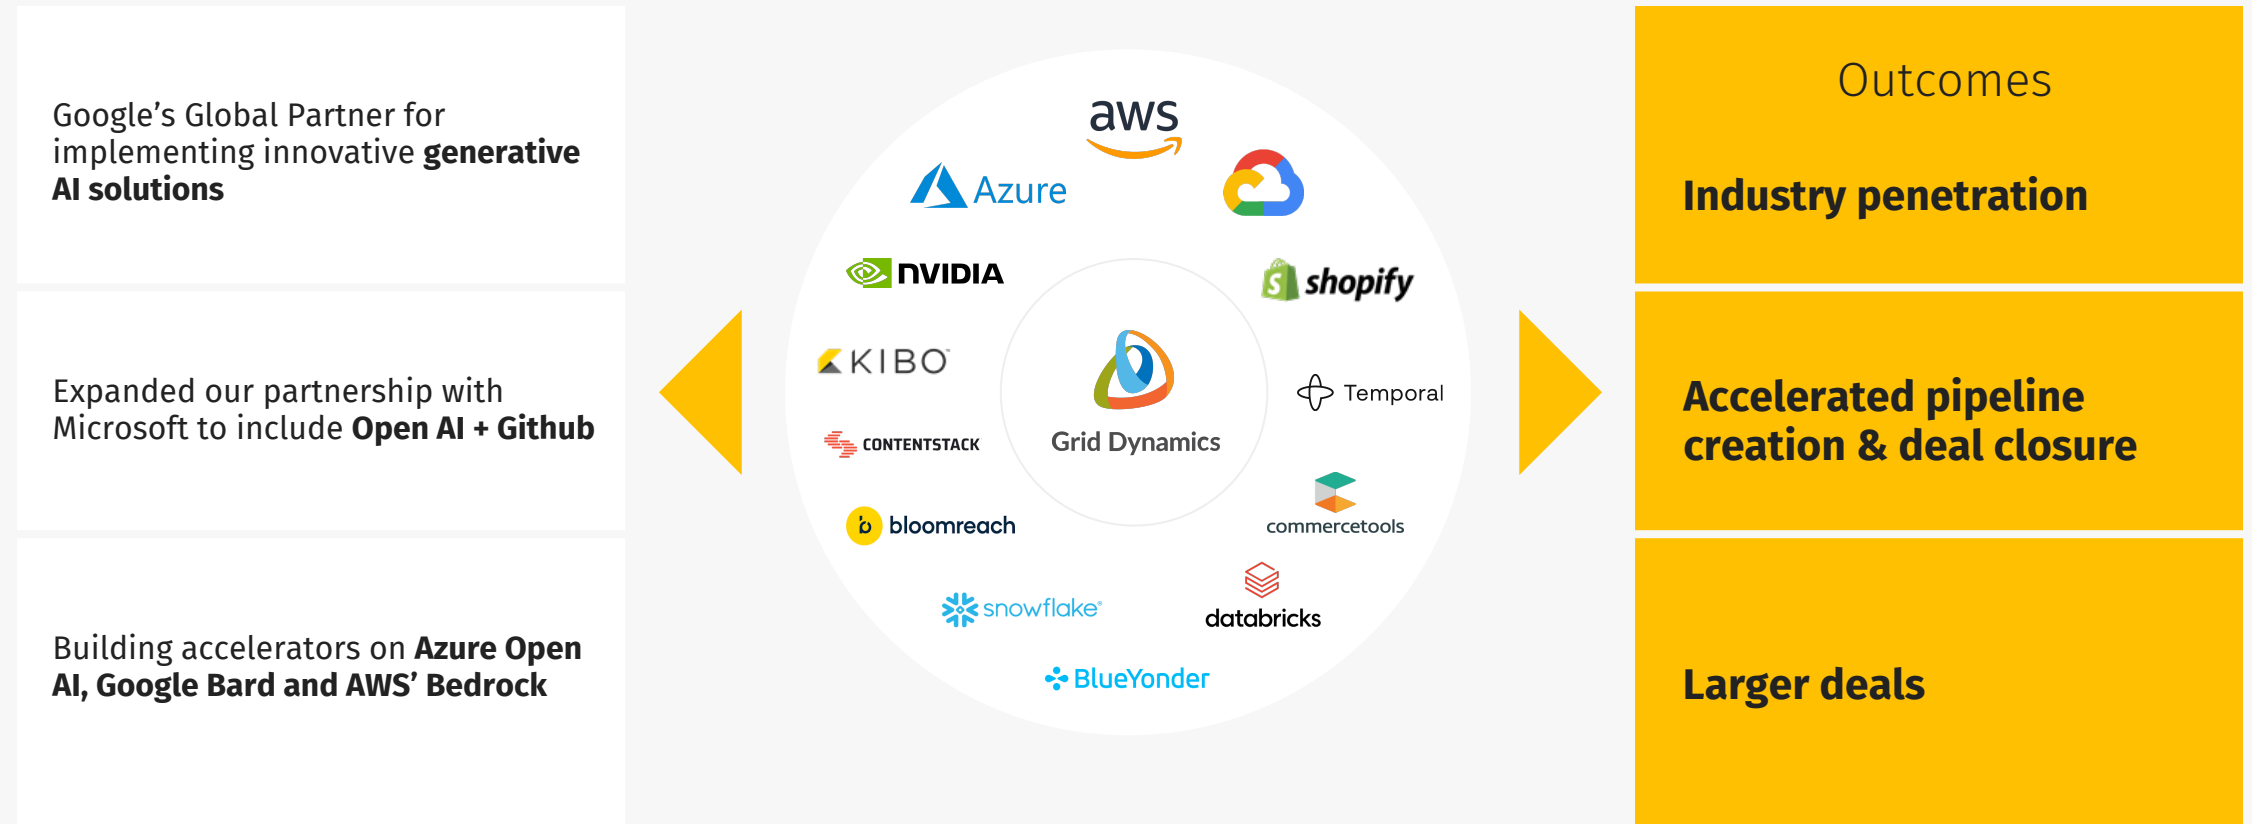 Google’s Global Partner for
implementing innovative generative
AI solutions
Expanded our partnership with
Microsoft to include Open AI + Github
Building accelerators on Azure Open
AI, Google Bard and AWS’ Bedrock
aws
Azure
NVIDIA
shopify
KIBO™
Temporal
CONTENTSTACK
Grid Dynamics
commercetools
bloomreach
snowflake®
databricks
BlueYonder
Outcomes
Industry penetration
Accelerated pipeline
creation & deal closure
Larger deals